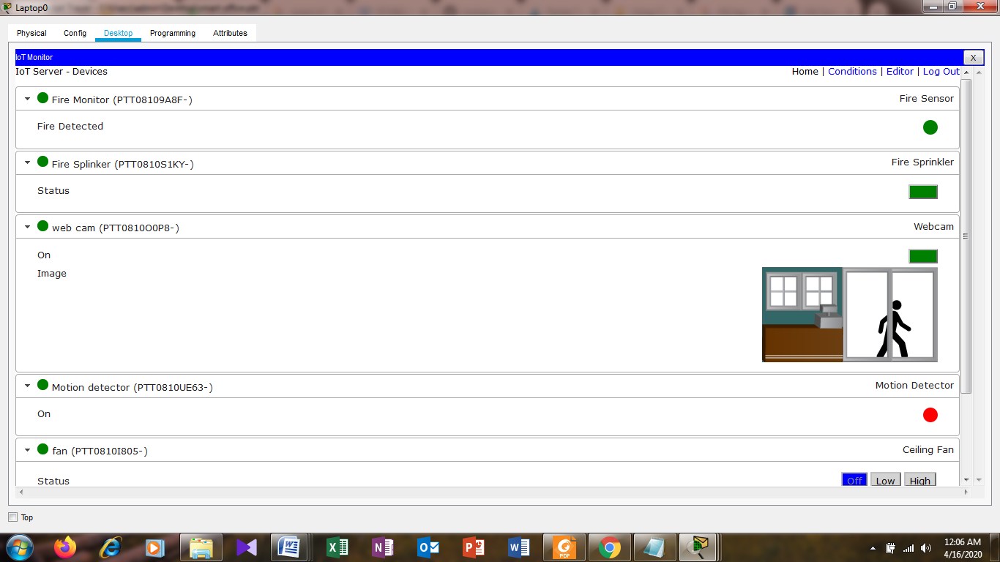 Laptop0
Physical Config Desktop Programming Attributes
IoT Monitor X
IoT Server - Devices Home | Conditions | Editor | Log Out
Fire Monitor (PTT08109A8F-) Fire Sensor
Fire Detected
Fire Splinker (PTT0810S1KY-) Fire Sprinkler
Status
web cam (PTT0810O0P8-) Webcam
On
Image
Motion detector (PTT0810UE63-) Motion Detector
On
fan (PTT0810I805-) Ceiling Fan
Status Off Low High
Top
12:06 AM
4/16/2020